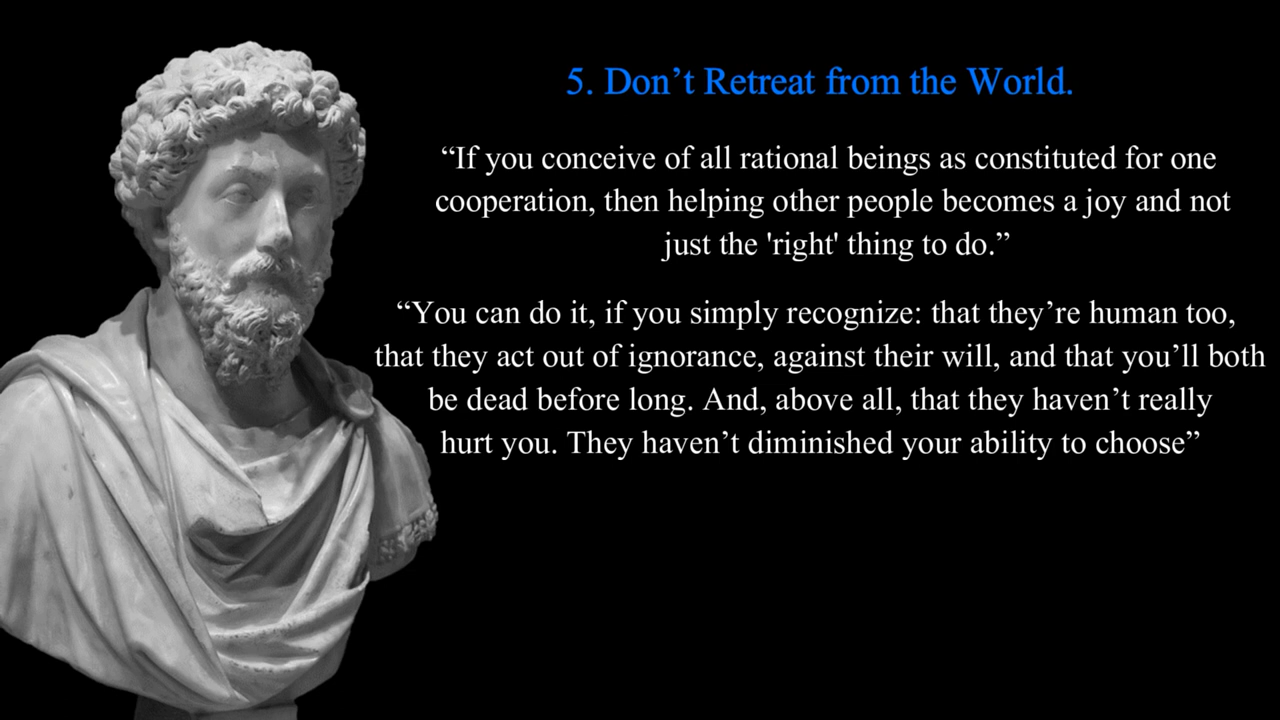 5. Don’t Retreat from the World.
“If you conceive of all rational beings as constituted for one
cooperation, then helping other people becomes a joy and not
just the 'right' thing to do.”
“You can do it, if you simply recognize: that they’re human too,
that they act out of ignorance, against their will, and that you’ll both
be dead before long. And, above all, that they haven’t really
hurt you. They haven’t diminished your ability to choose”